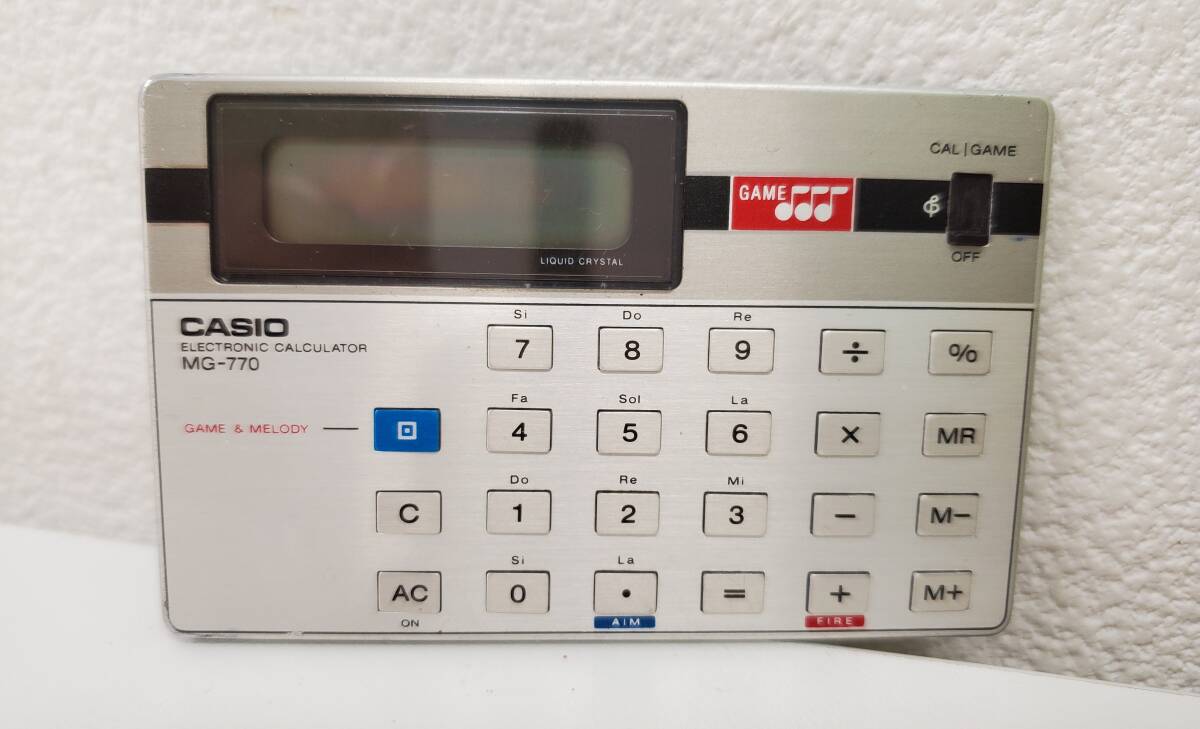 CAL | GAME
GAME
LIQUID CRYSTAL
OFF
CASIO
ELECTRONIC CALCULATOR
MG-770
Si Do Re
7 8 9 ÷ %
GAME & MELODY
Fa Sol La
4 5 6 × MR
Do Re Mi
C 1 2 3 − M−
Si La
AC 0 • = + M+
ON AIM FIRE